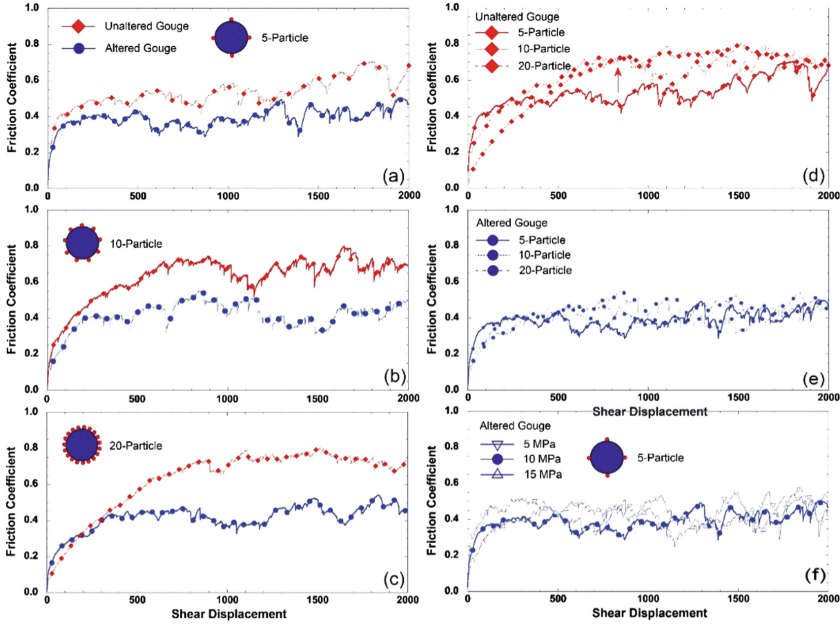 1.0
0.8
0.6
0.4
0.2
0.0
Friction Coefficient
Unaltered Gouge
Altered Gouge
5-Particle
(a)
0
500
1000
1500
2000
1.0
0.8
0.6
0.4
0.2
0.0
Friction Coefficient
Unaltered Gouge
5-Particle
10-Particle
20-Particle
(d)
0
500
1000
1500
2000
1.0
0.8
0.6
0.4
0.2
0.0
Friction Coefficient
10-Particle
(b)
0
500
1000
1500
2000
1.0
0.8
0.6
0.4
0.2
0.0
Friction Coefficient
Altered Gouge
5-Particle
10-Particle
20-Particle
(e)
0
500
1000
1500
2000
Shear Displacement
1.0
0.8
0.6
0.4
0.2
0.0
Friction Coefficient
20-Particle
(c)
0
500
1000
1500
2000
Shear Displacement
1.0
0.8
0.6
0.4
0.2
0.0
Friction Coefficient
Altered Gouge
5 MPa
10 MPa
15 MPa
5-Particle
(f)
0
500
1000
1500
2000
Shear Displacement